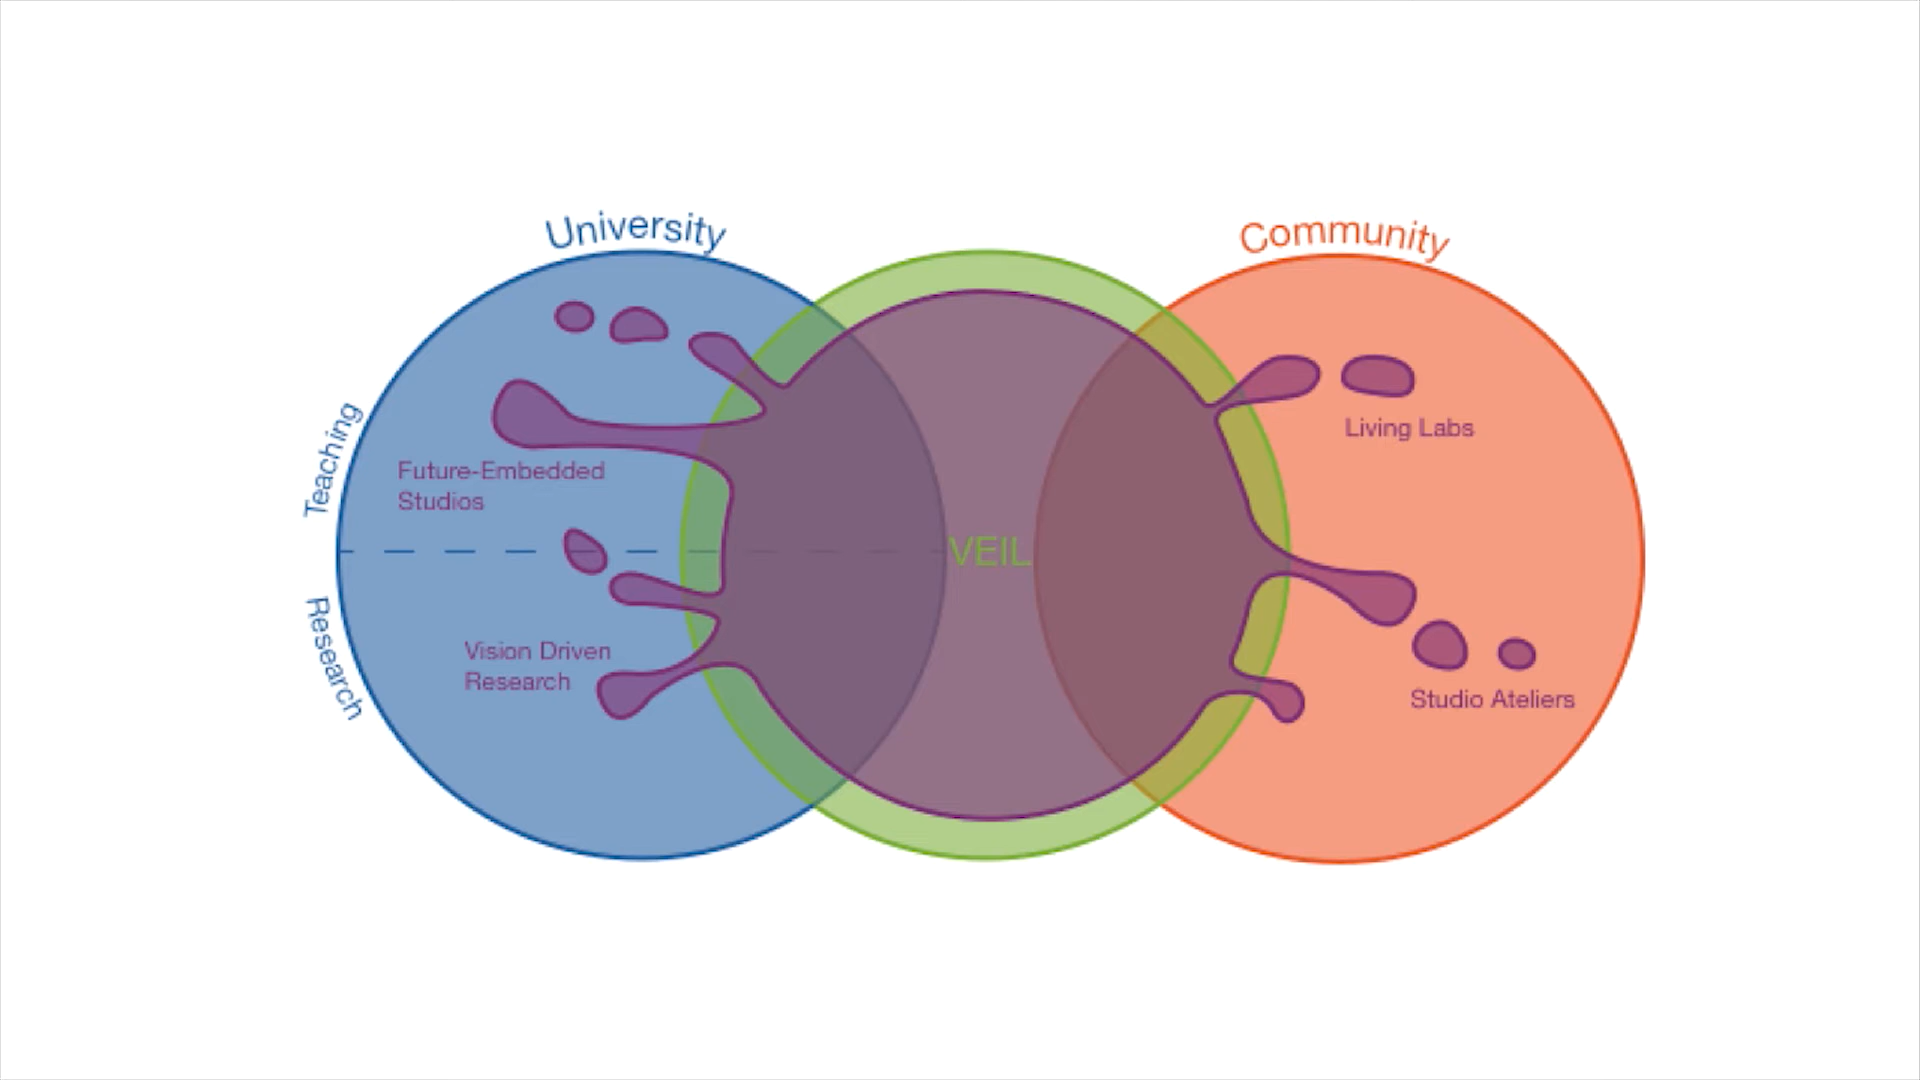 University
Community
Teaching
Living Labs
Future-Embedded
Studios
VEIL
Research
Vision Driven
Research
Studio Ateliers